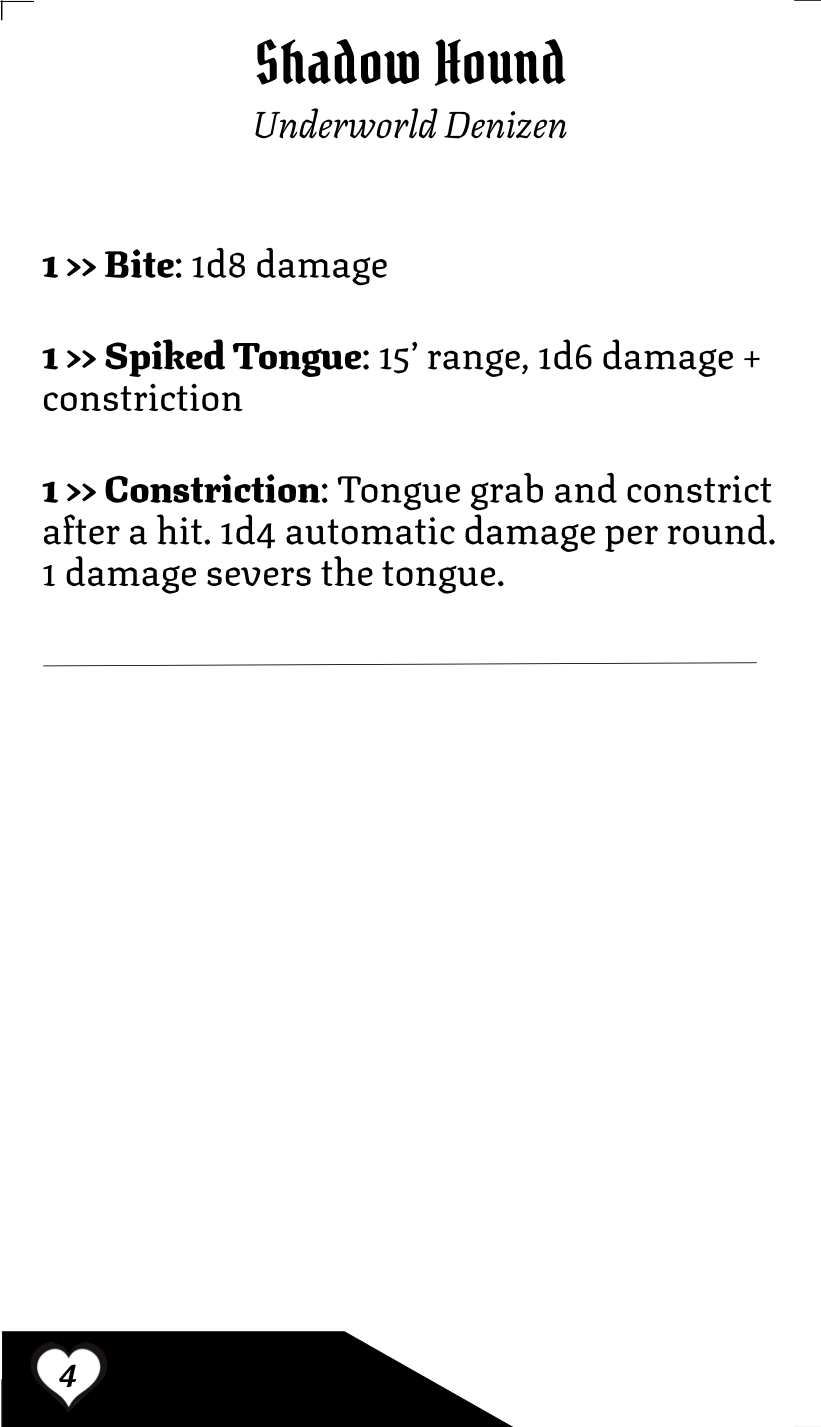 Shadow Hound
Underworld Denizen
1 >> Bite: 1d8 damage
1 >> Spiked Tongue: 15’ range, 1d6 damage +
constriction
1 >> Constriction: Tongue grab and constrict
after a hit. 1d4 automatic damage per round.
1 damage severs the tongue.
4